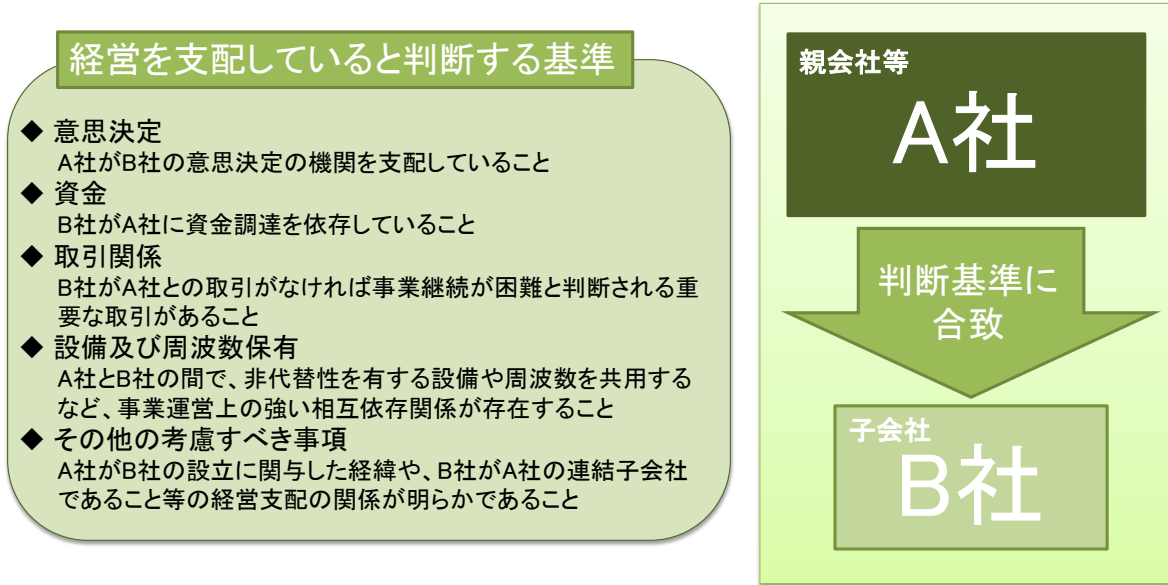 経営を支配していると判断する基準
◆ 意思決定
A社がB社の意思決定の機関を支配していること
◆ 資金
B社がA社に資金調達を依存していること
◆ 取引関係
B社がA社との取引がなければ事業継続が困難と判断される重
要な取引があること
◆ 設備及び周波数保有
A社とB社の間で、非代替性を有する設備や周波数を共用する
など、事業運営上の強い相互依存関係が存在すること
◆ その他の考慮すべき事項
A社がB社の設立に関与した経緯や、B社がA社の連結子会社
であること等の経営支配の関係が明らかであること
親会社等
A社
判断基準に
合致
子会社
B社